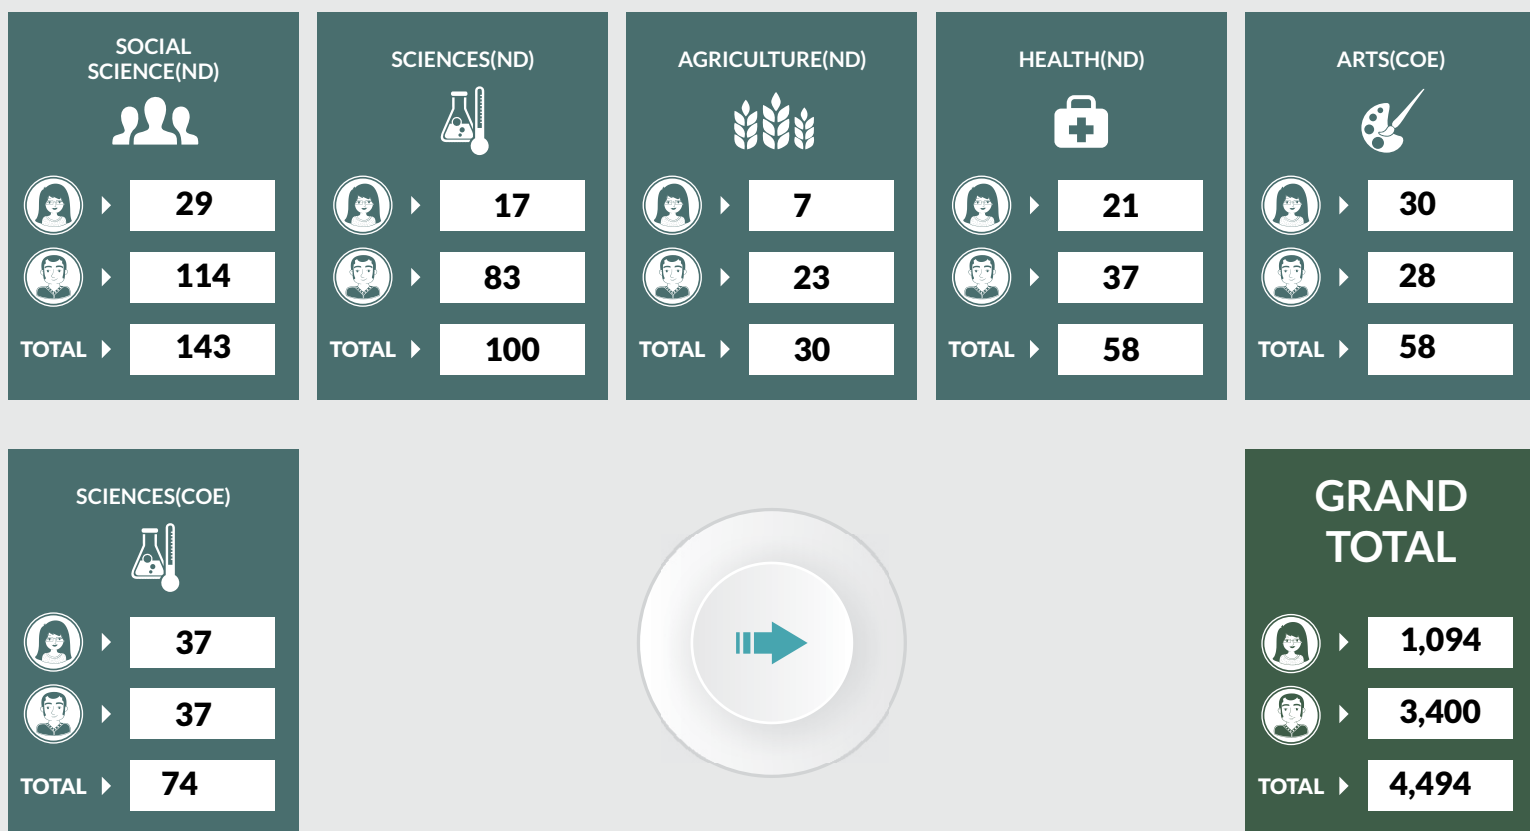 SOCIAL
SCIENCE(ND)
29
114
TOTAL 143
SCIENCES(ND)
17
83
TOTAL 100
AGRICULTURE(ND)
7
23
TOTAL 30
HEALTH(ND)
21
37
TOTAL 58
ARTS(COE)
30
28
TOTAL 58
SCIENCES(COE)
37
37
TOTAL 74
GRAND
TOTAL
1,094
3,400
TOTAL 4,494